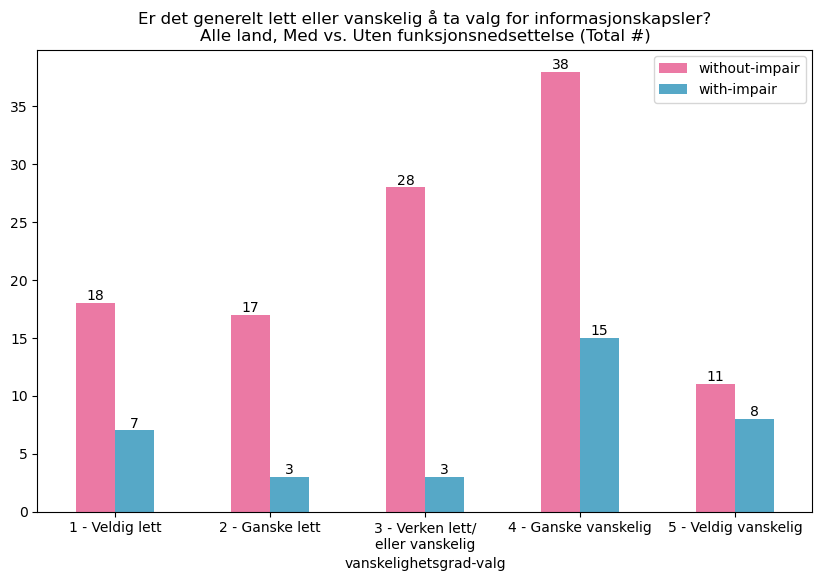 Er det generelt lett eller vanskelig å ta valg for informasjonskapsler?
Alle land, Med vs. Uten funksjonsnedsettelse (Total #)
without-impair
with-impair
35
30
25
20
15
10
5
0
18
7
17
3
28
3
38
15
11
8
1 - Veldig lett
2 - Ganske lett
3 - Verken lett/
eller vanskelig
4 - Ganske vanskelig
5 - Veldig vanskelig
vanskelighetsgrad-valg